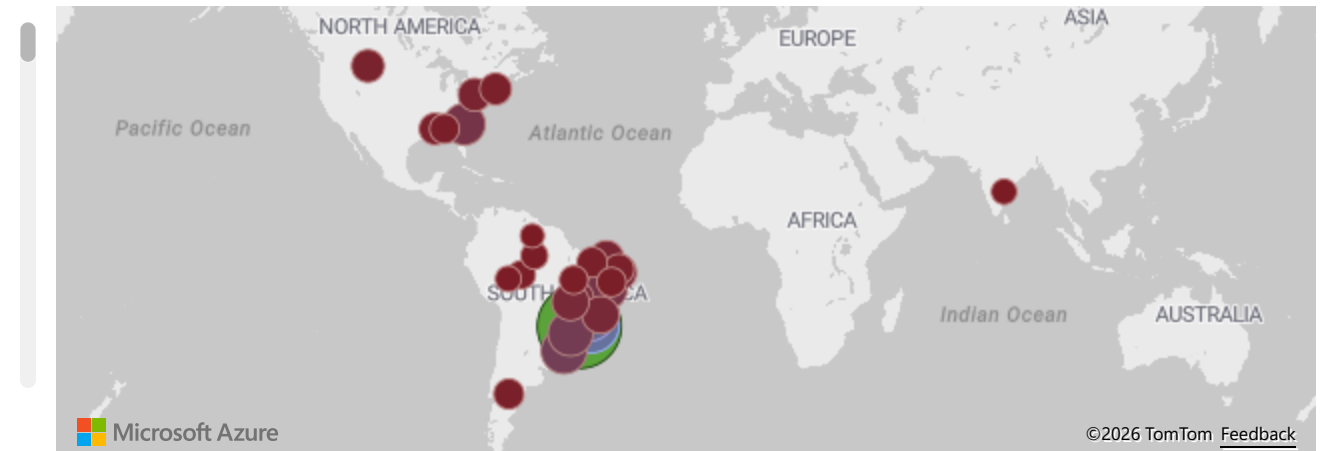 NORTH AMERICA
ASIA
EUROPE
Pacific Ocean
Atlantic Ocean
AFRICA
SOUTH
CA
Indian Ocean
AUSTRALIA
Microsoft Azure
©2026 TomTom Feedback